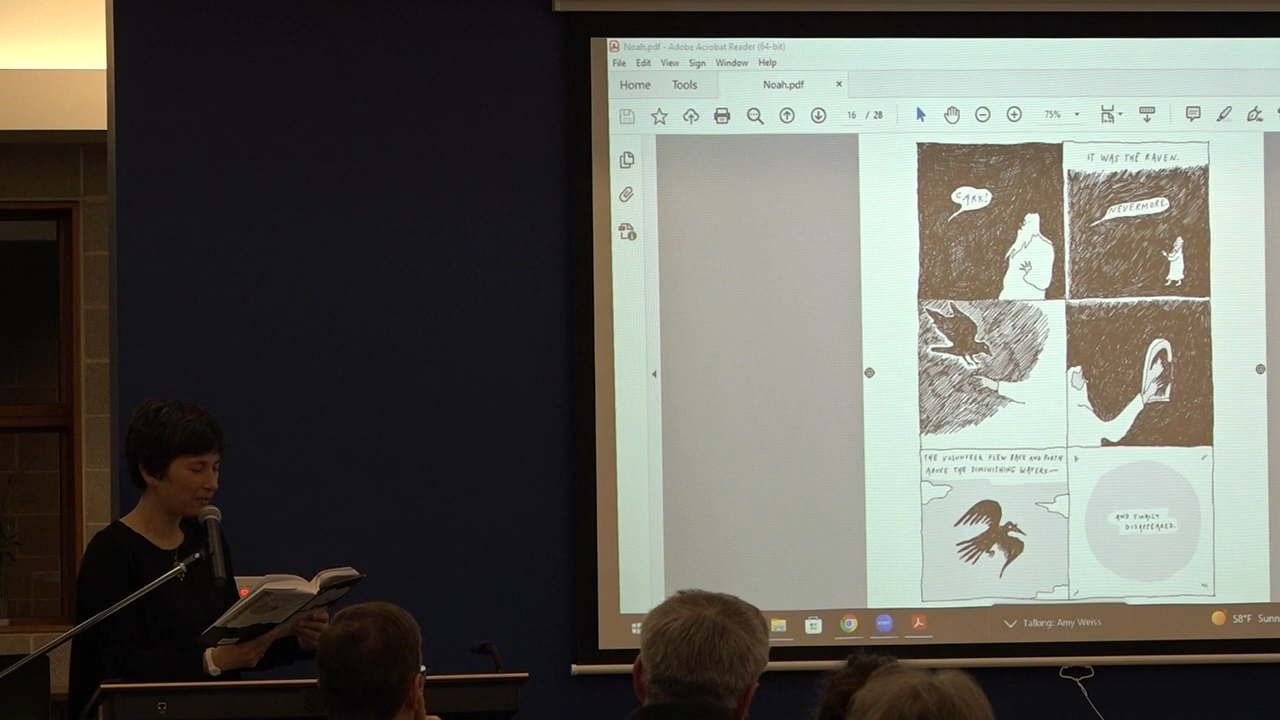 Noah.pdf - Adobe Acrobat Reader (64-bit)
File Edit View Sign Window Help
Home Tools Noah.pdf ×
16 / 28 75%
CARK!
IT WAS THE RAVEN.
NEVERMORE.
THE VOLUNTEER FLEW BACK AND FORTH
ABOVE THE DIMINISHING WATERS—
AND FINALLY
DISAPPEARED.
Talking: Amy Weiss
58°F Sunn